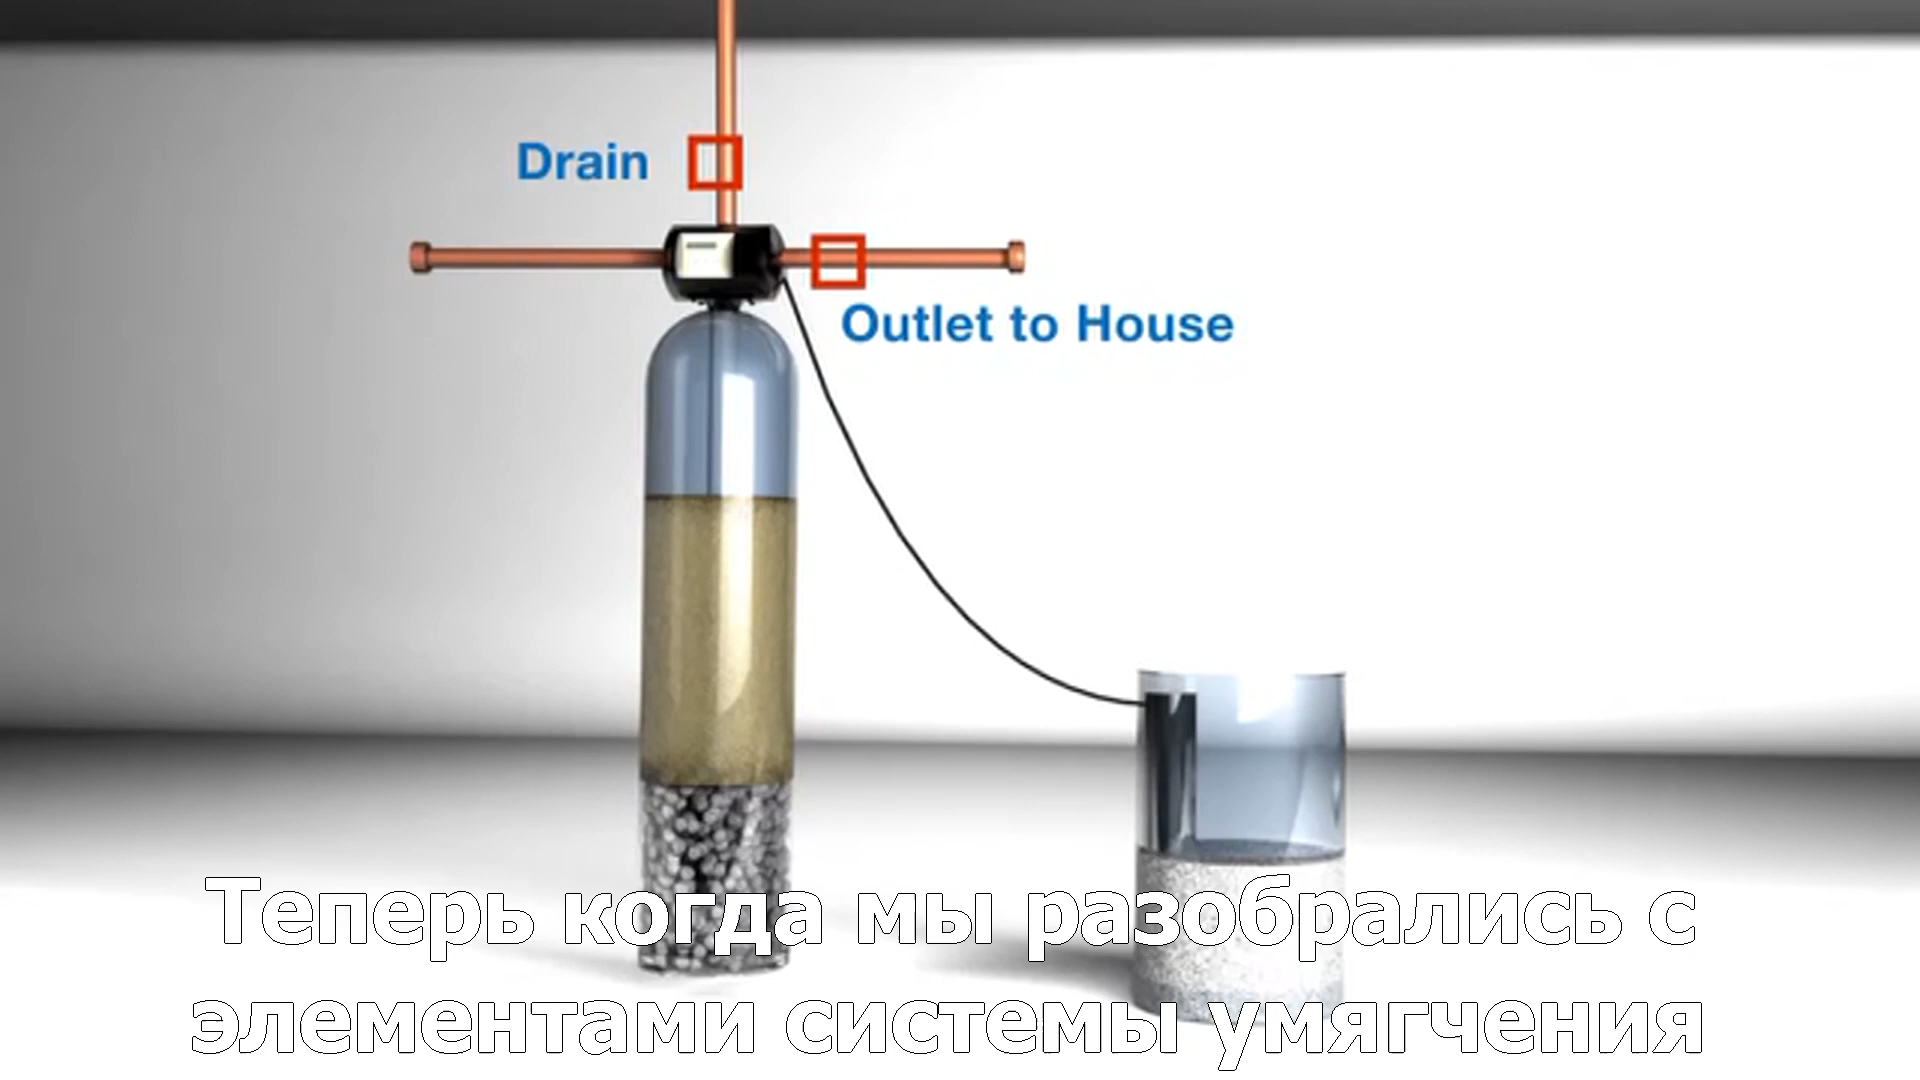 Drain
Outlet to House
Теперь когда мы разобрались с
элементами системы умягчения